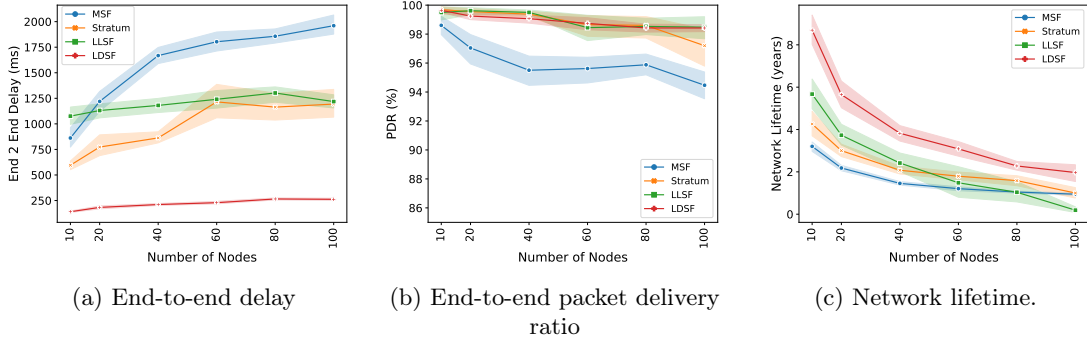 MSF
Stratum
LLSF
LDSF
End 2 End Delay (ms)
2000
1750
1500
1250
1000
750
500
250
10
20
40
60
80
100
Number of Nodes
(a) End-to-end delay
PDR (%)
100
98
96
94
92
90
88
86
MSF
Stratum
LLSF
LDSF
10
20
40
60
80
100
Number of Nodes
(b) End-to-end packet delivery
ratio
Network Lifetime (years)
8
6
4
2
0
MSF
Stratum
LLSF
LDSF
10
20
40
60
80
100
Number of Nodes
(c) Network lifetime.